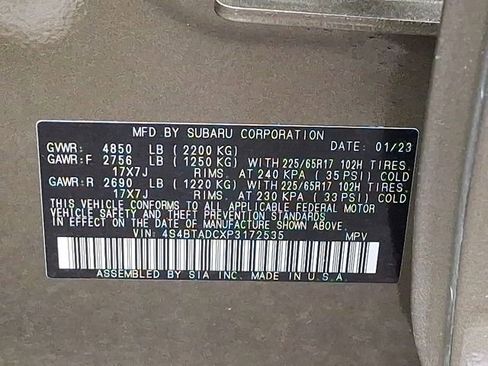 MFD BY SUBARU CORPORATION
GVWR: 4850 LB (2200 KG) DATE: 01/23
GAWR:F 2756 LB (1250 KG) WITH 225/65R17 102H TIRES,
17X7J RIMS, AT 240 KPA (35 PSI) COLD
GAWR:R 2690 LB (1220 KG) WITH 225/65R17 102H TIRES,
17X7J RIMS, AT 230 KPA (33 PSI) COLD
THIS VEHICLE CONFORMS TO ALL APPLICABLE FEDERAL MOTOR
VEHICLE SAFETY AND THEFT PREVENTION STANDARDS
IN EFFECT ON THE DATE OF MANUFACTURE SHOWN ABOVE.
VIN: 4S4BTADCXP3172535 MPV
ASSEMBLED BY SIA INC. MADE IN U.S.A.